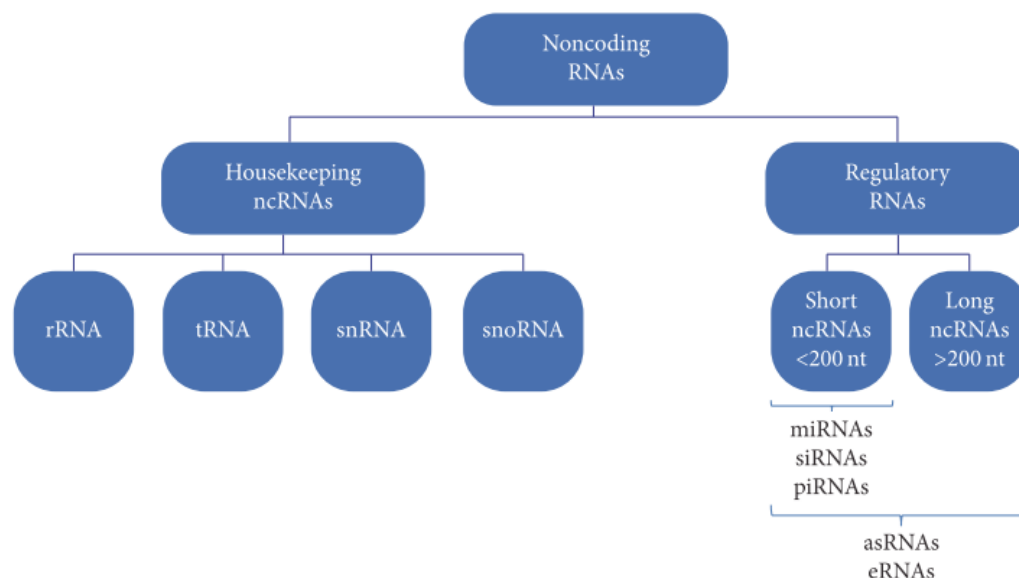 Noncoding
RNAs
Housekeeping
ncRNAs
Regulatory
RNAs
rRNA
tRNA
snRNA
snoRNA
Short
ncRNAs
<200 nt
Long
ncRNAs
>200 nt
miRNAs
siRNAs
piRNAs
asRNAs
eRNAs